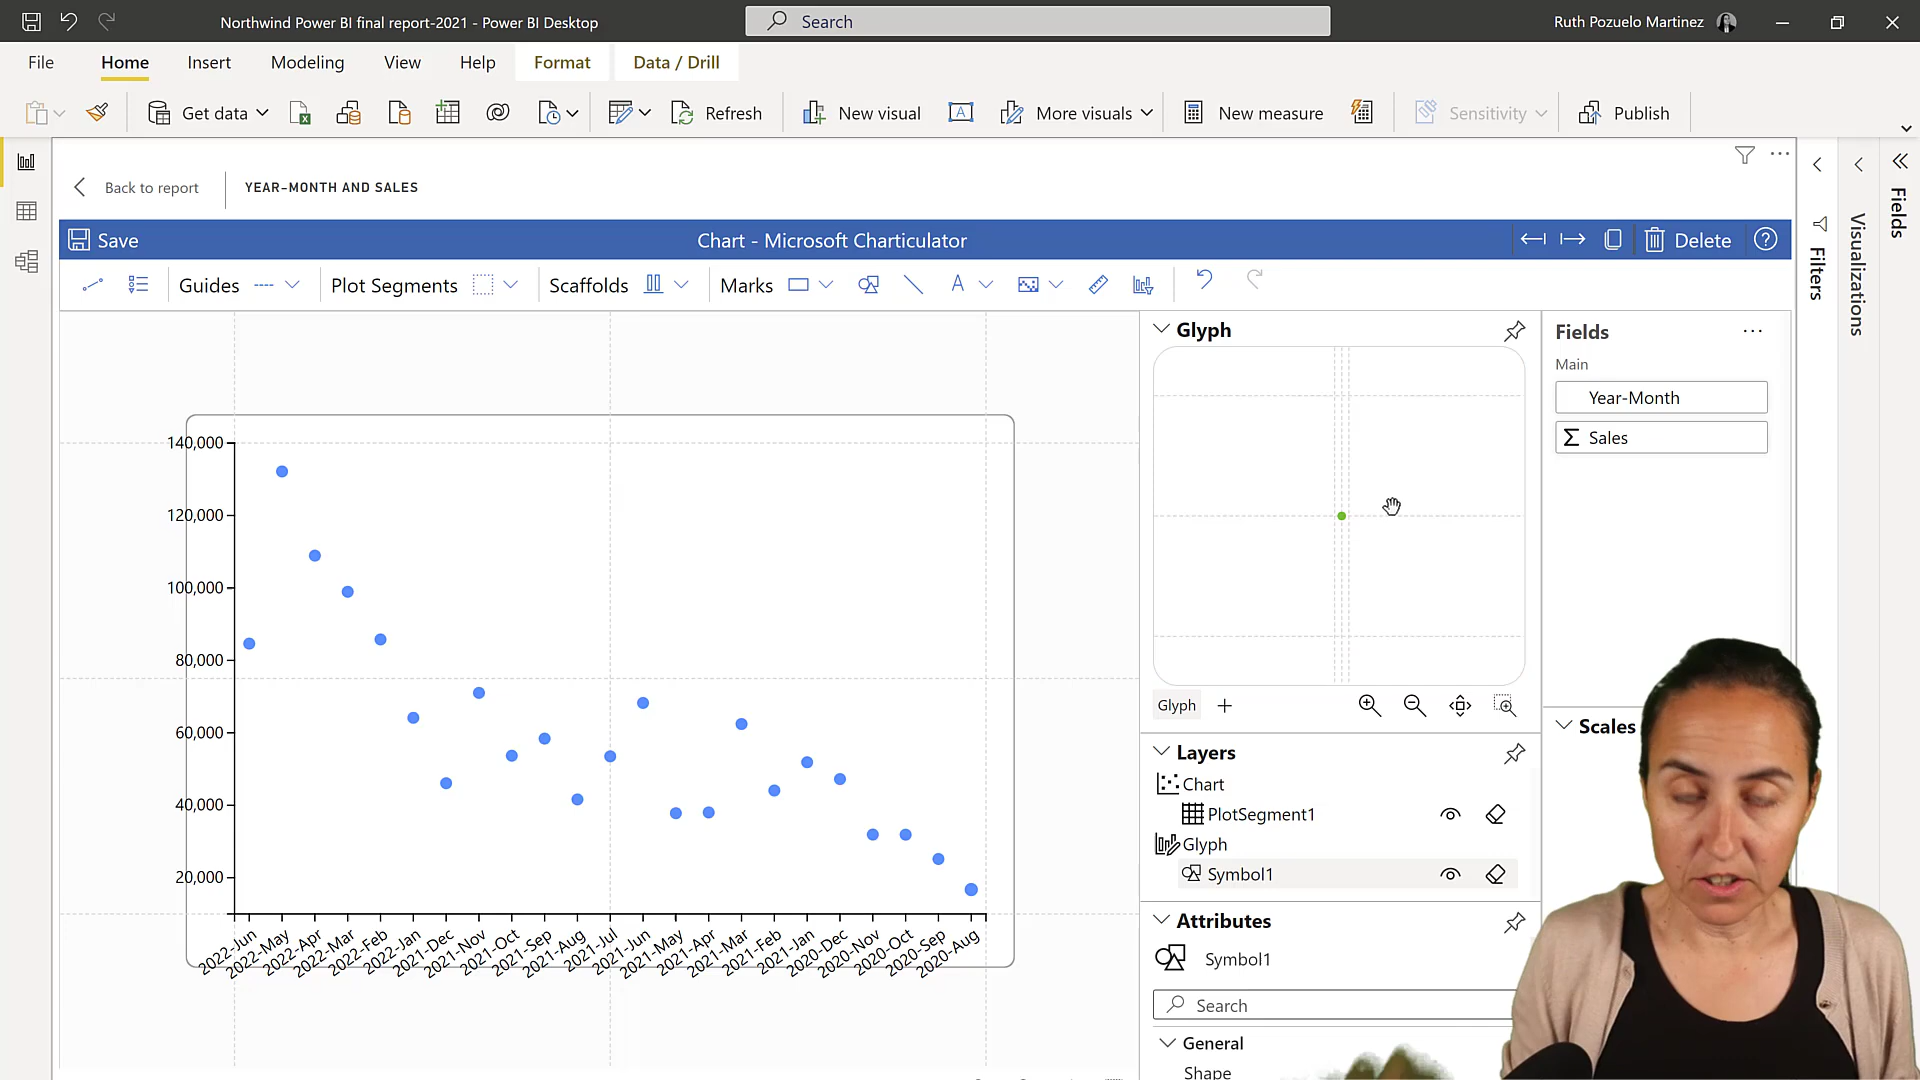 Northwind Power BI final report-2021 - Power BI Desktop
Search
Ruth Pozuelo Martinez
File Home Insert Modeling View Help Format Data / Drill
Get data Refresh New visual A More visuals New measure Sensitivity Publish
Back to report YEAR-MONTH AND SALES
Save Chart - Microsoft Charticulator Delete ?
Guides Plot Segments Scaffolds Marks A
Glyph
Glyph +
Layers
Chart
PlotSegment1
Glyph
Symbol1
Attributes
Symbol1
Search
General
Shape
Fields
Main
Year-Month
Σ Sales
Scales
Filters
Visualizations
Fields
140,000
120,000
100,000
80,000
60,000
40,000
20,000
2022-Jun
2022-May
2022-Apr
2022-Mar
2022-Feb
2022-Jan
2021-Dec
2021-Nov
2021-Oct
2021-Sep
2021-Aug
2021-Jul
2021-Jun
2021-May
2021-Apr
2021-Mar
2021-Feb
2021-Jan
2020-Dec
2020-Nov
2020-Oct
2020-Sep
2020-Aug